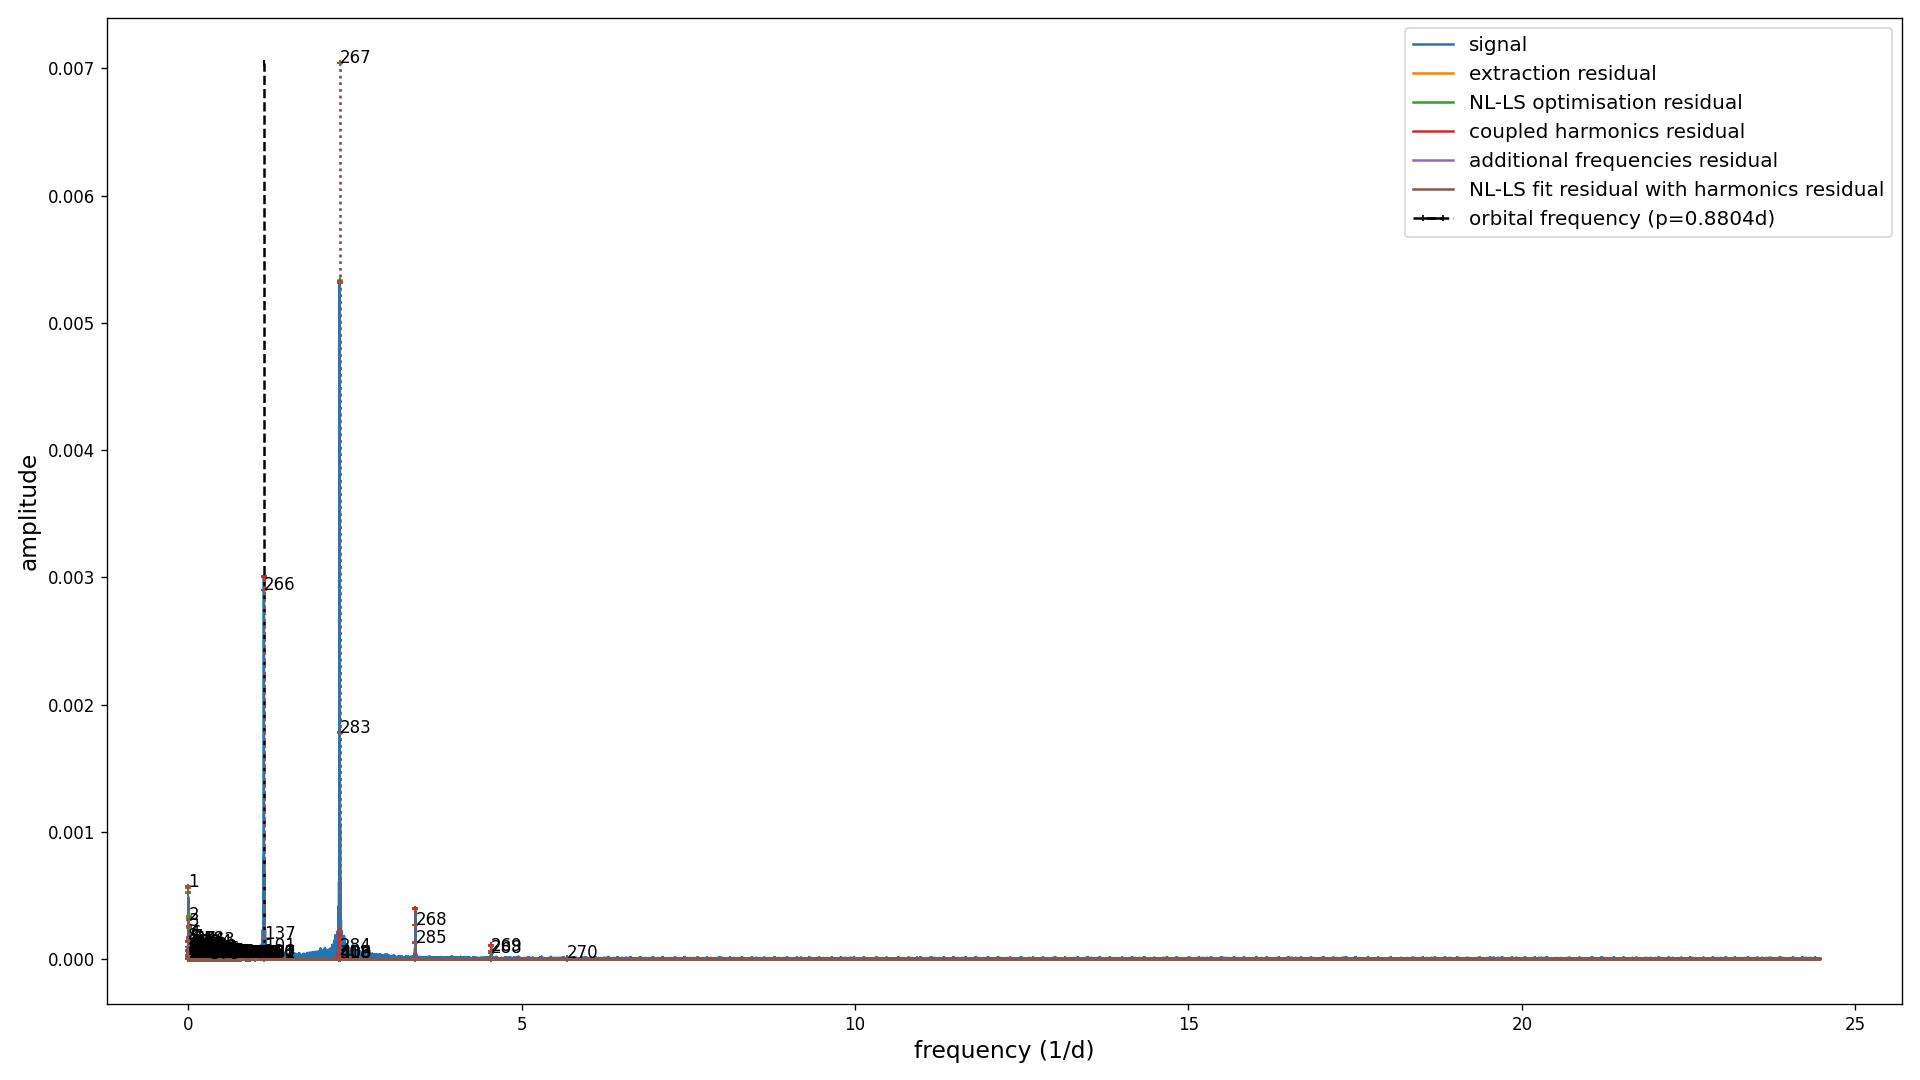 signal
extraction residual
NL-LS optimisation residual
coupled harmonics residual
additional frequencies residual
NL-LS fit residual with harmonics residual
orbital frequency (p=0.8804d)
amplitude
0.007
0.006
0.005
0.004
0.003
0.002
0.001
0.000
267
266
283
1
2
137
268
285
284
269
270
0
5
10
15
20
25
frequency (1/d)